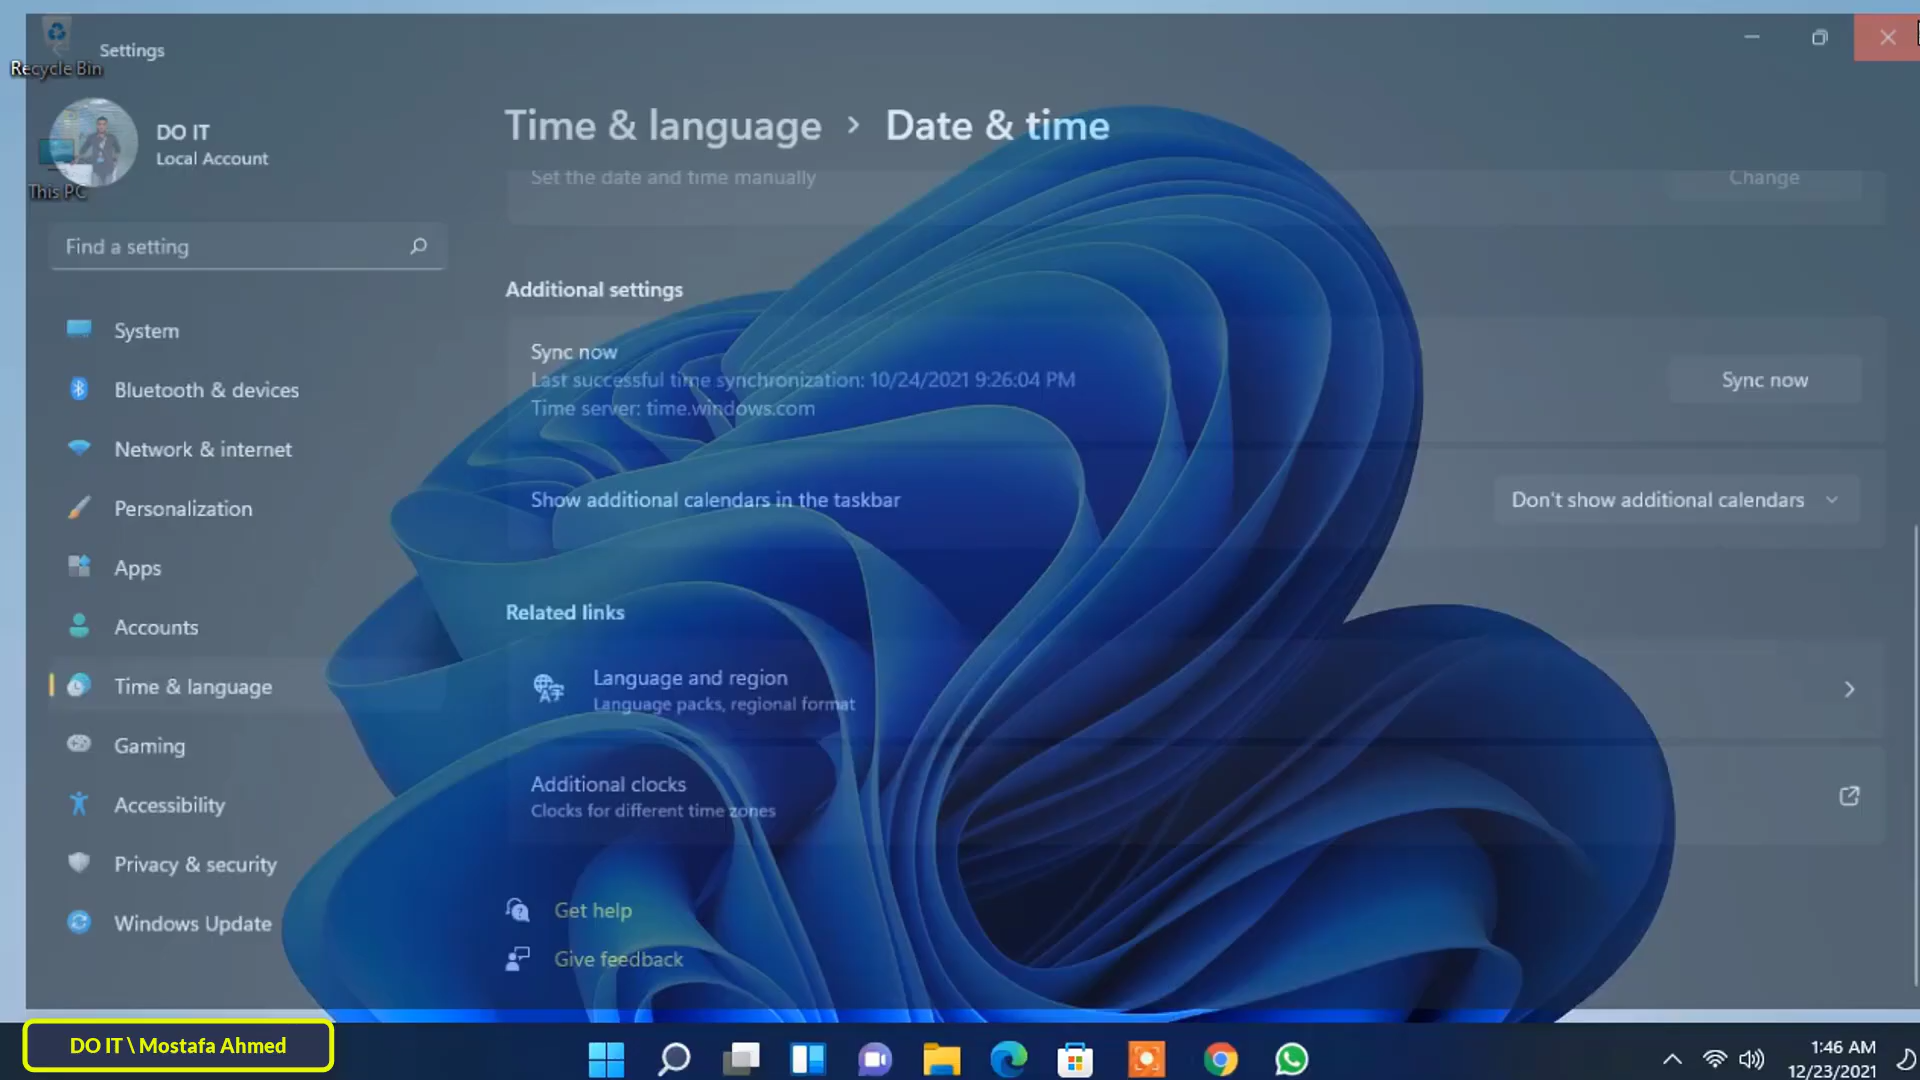 Recycle Bin
Settings
DO IT
Local Account
This PC
Find a setting
System
Bluetooth & devices
Network & internet
Personalization
Apps
Accounts
Time & language
Gaming
Accessibility
Privacy & security
Windows Update
Time & language › Date & time
Set the date and time manually
Change
Additional settings
Sync now
Last successful time synchronization: 10/24/2021 9:26:04 PM
Time server: time.windows.com
Sync now
Show additional calendars in the taskbar
Don't show additional calendars
Related links
Language and region
Language packs, regional format
Additional clocks
Clocks for different time zones
Get help
Give feedback
DO IT \ Mostafa Ahmed
1:46 AM
12/23/2021